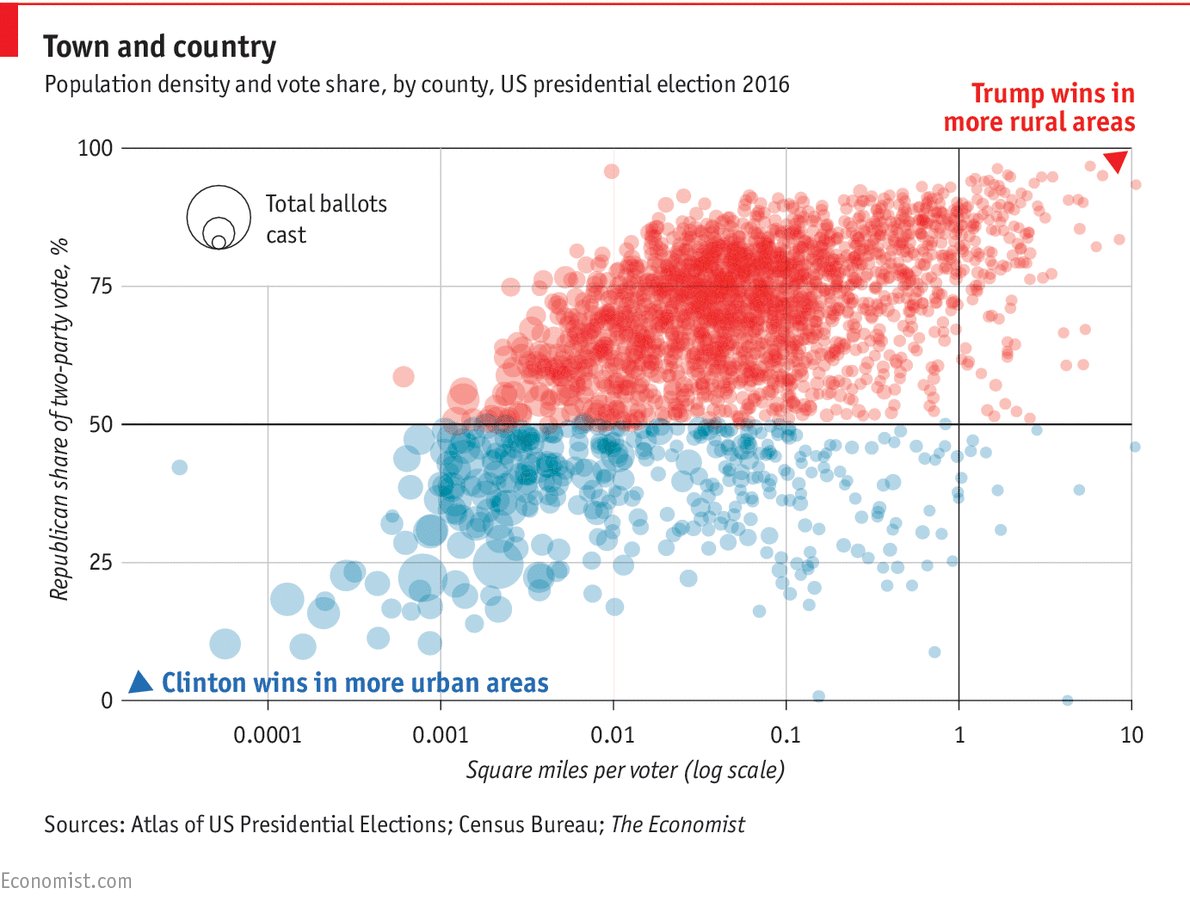 Town and country
Population density and vote share, by county, US presidential election 2016
Trump wins in
more rural areas
100
Total ballots
cast
75
Republican share of two-party vote, %
50
25
Clinton wins in more urban areas
0
0.0001
0.001
0.01
0.1
1
10
Square miles per voter (log scale)
Sources: Atlas of US Presidential Elections; Census Bureau; The Economist
Economist.com